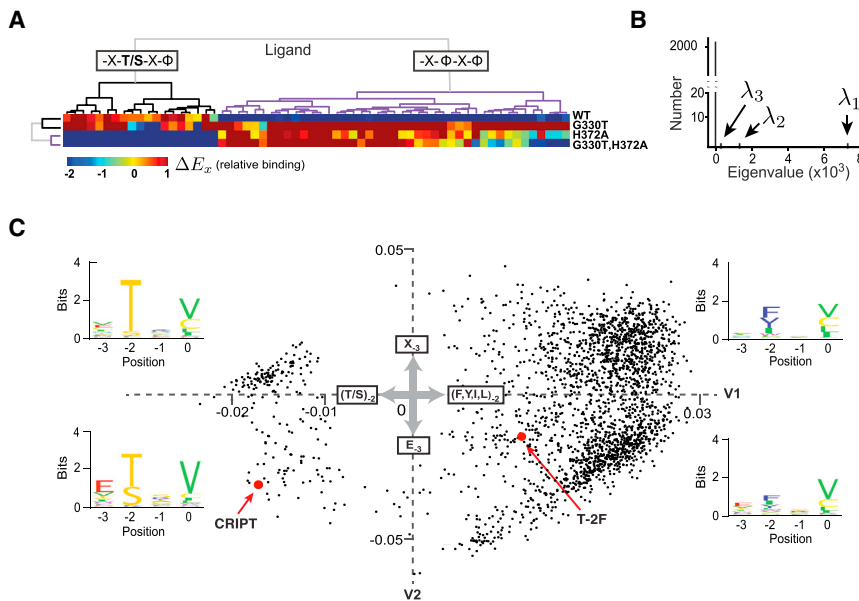 A
Ligand
-X-T/S-X-Φ
-X-Φ-X-Φ
WT
G330T
H372A
G330T,H372A
-2 -1 0 1
ΔEx (relative binding)
B
2000
20
10
Number
λ3
λ2
λ1
0 2 4 6 8
Eigenvalue (x10³)
C
4
2
0
Bits
T
V
-3 -2 -1 0
Position
4
2
0
Bits
E
T
S
V
-3 -2 -1 0
Position
0.05
X-3
(T/S)-2
(F,Y,I,L)-2
V1
-0.02
-0.01
0
0.03
E-3
CRIPT
T-2F
-0.05
V2
4
2
0
Bits
F
Y
V
-3 -2 -1 0
Position
4
2
0
Bits
F
V
-3 -2 -1 0
Position